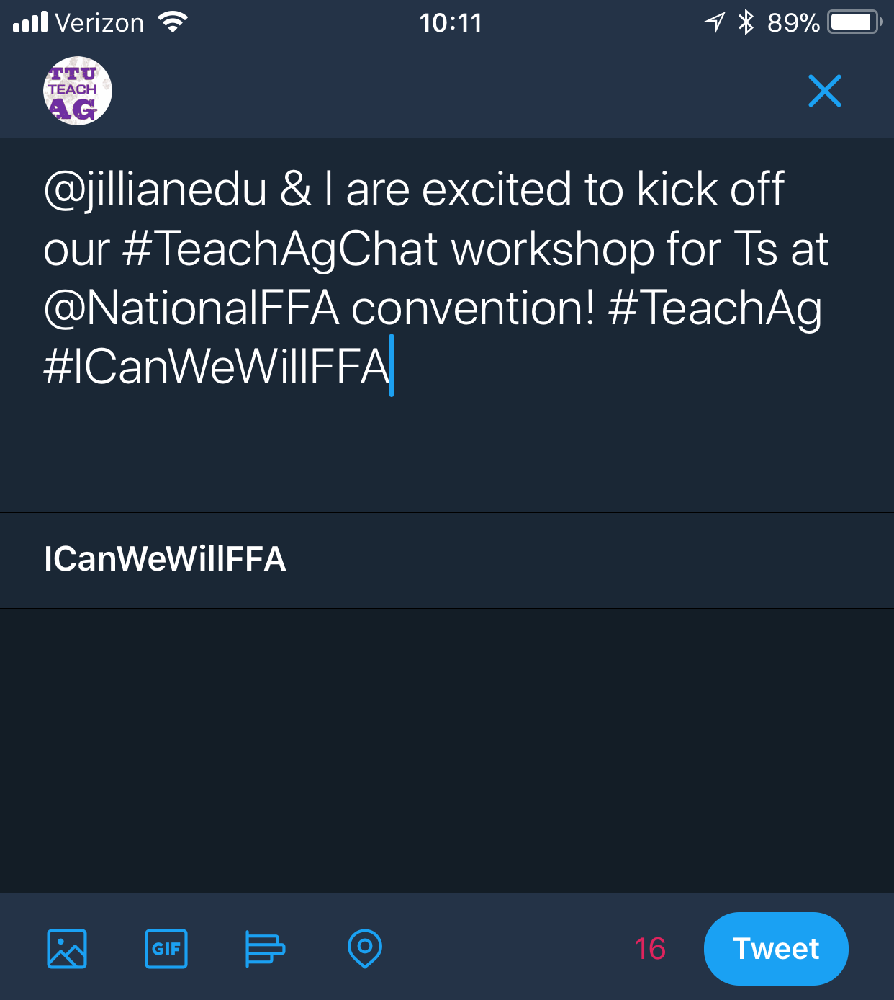 Verizon 10:11 89%
TTU
TEACH
AG
@jillianedu & I are excited to kick off
our #TeachAgChat workshop for Ts at
@NationalFFA convention! #TeachAg
#ICanWeWillFFA
ICanWeWillFFA
GIF 16 Tweet